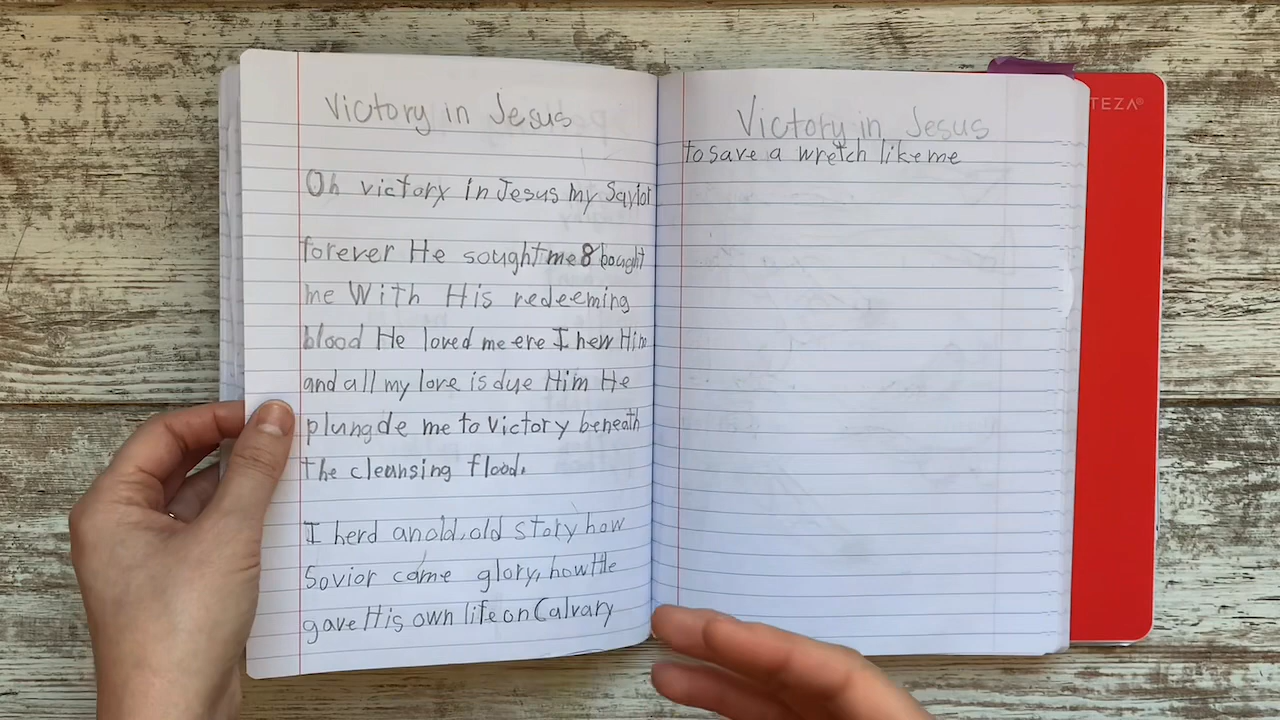 Victory in Jesus
Oh victory in Jesus my Savior
forever He sought me & bought
me With His redeeming
blood He loved me ere I hew Him
and all my love is due Him He
plungde me to victory beneath
the cleansing flood.
I herd an old, old story how
Sovior came glory, how He
gave His own life on Calvary
Victory in Jesus
to save a wretch like me
TEZA®